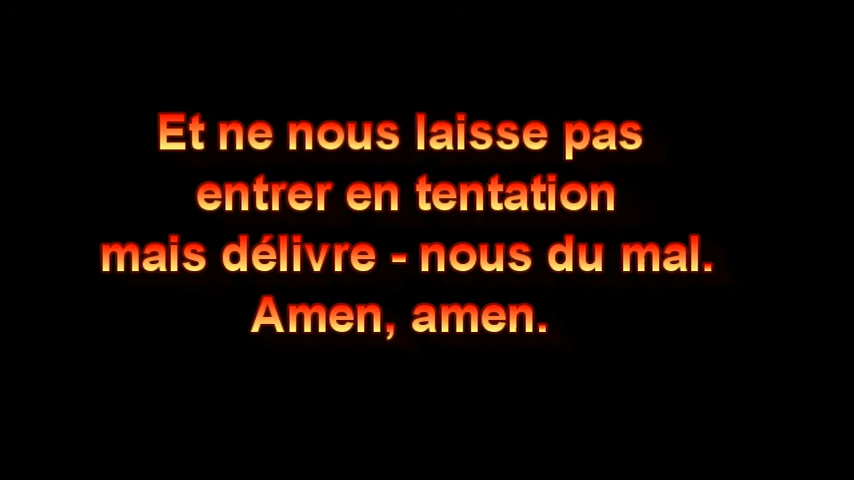 Et ne nous laisse pas
entrer en tentation
mais délivre - nous du mal.
Amen, amen.